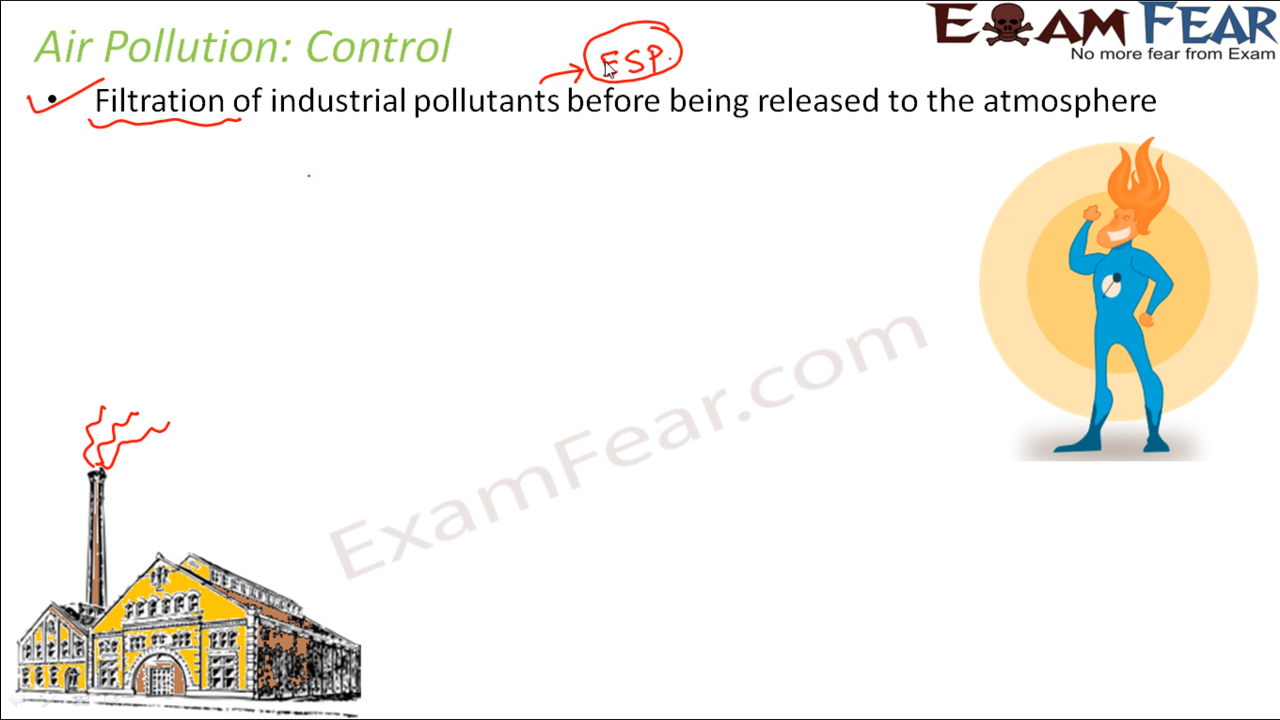 Air Pollution: Control
ESP.
EXAM FEAR
No more fear from Exam
• Filtration of industrial pollutants before being released to the atmosphere
ExamFear.com